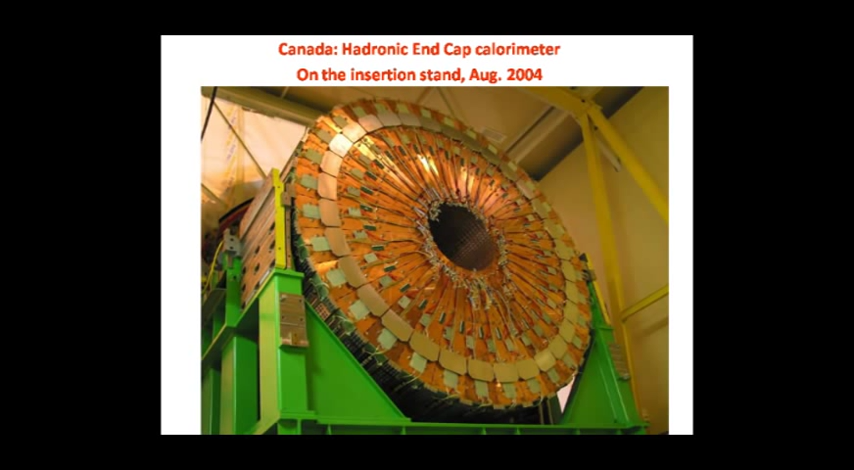 Canada: Hadronic End Cap calorimeter
On the insertion stand, Aug. 2004